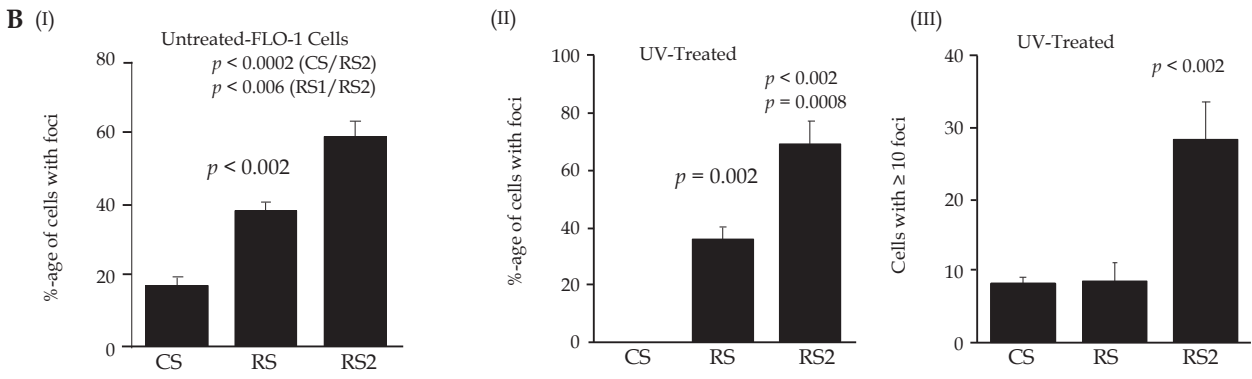 B (I)
Untreated-FLO-1 Cells
p < 0.0002 (CS/RS2)
p < 0.006 (RS1/RS2)
p < 0.002
%-age of cells with foci
80
60
40
20
0
CS RS RS2
(II)
UV-Treated
p < 0.002
p = 0.0008
p = 0.002
%-age of cells with foci
100
80
60
40
20
0
CS RS RS2
(III)
UV-Treated
p < 0.002
Cells with ≥ 10 foci
40
30
20
10
0
CS RS RS2